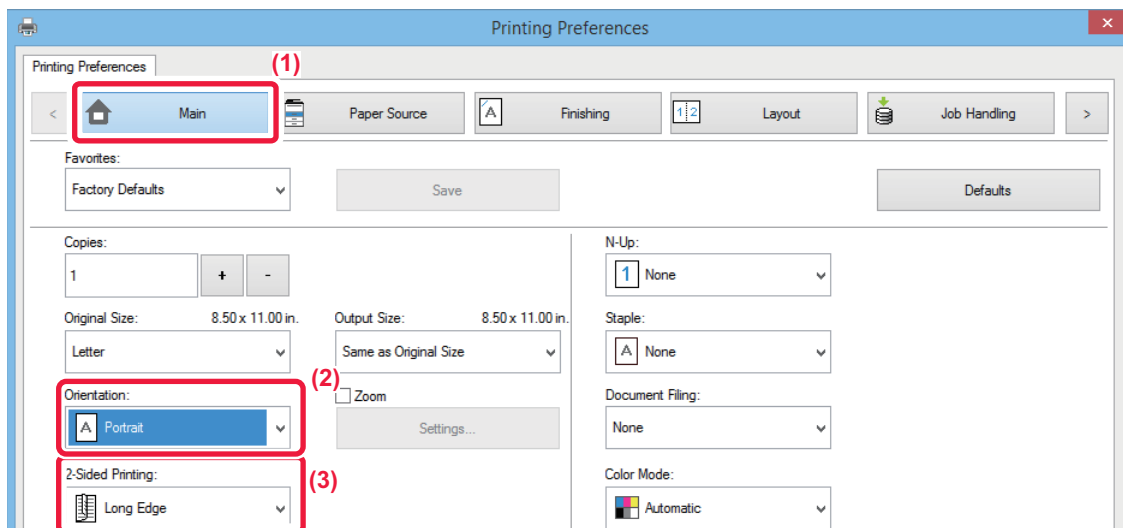 Printing Preferences
×
Printing Preferences
(1)
<
Main
Paper Source
A
Finishing
1 2
Layout
Job Handling
>
Favorites:
Factory Defaults
Save
Defaults
Copies:
1
+
-
N-Up:
1 None
Original Size: 8.50 x 11.00 in.
Letter
Output Size: 8.50 x 11.00 in.
Same as Original Size
Staple:
A None
(2)
Orientation:
A Portrait
Zoom
Settings...
Document Filing:
None
(3)
2-Sided Printing:
Long Edge
Color Mode:
Automatic